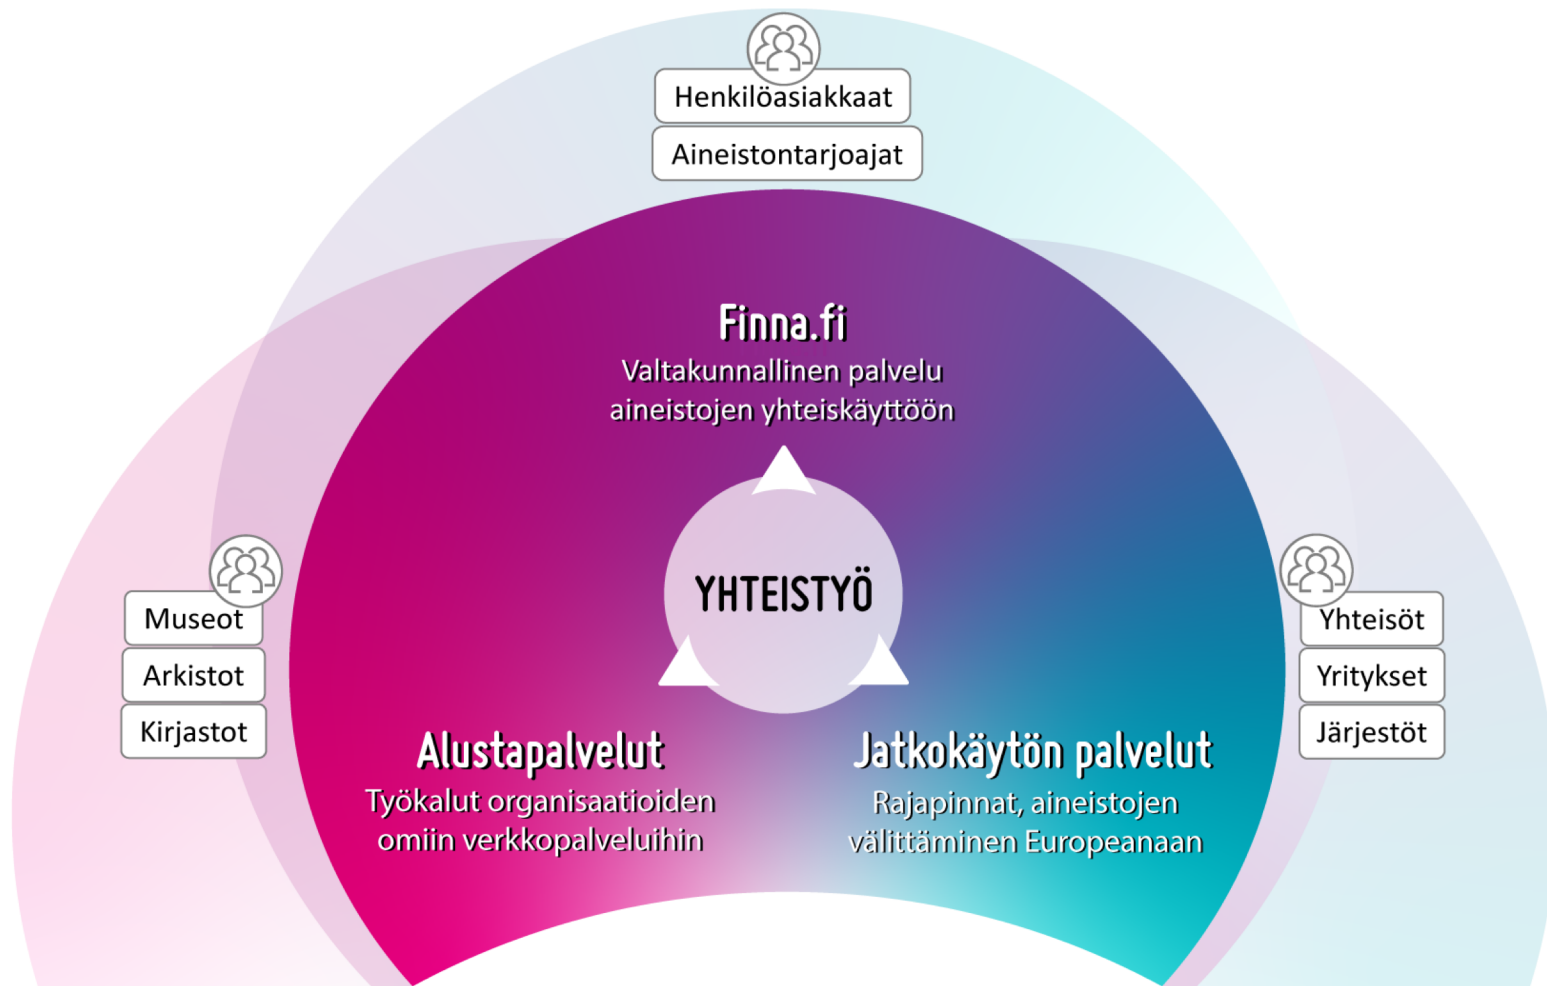 Henkilöasiakkaat
Aineistontarjoajat
Finna.fi
Valtakunnallinen palvelu
aineistojen yhteiskäyttöön
YHTEISTYÖ
Museot
Arkistot
Kirjastot
Yhteisöt
Yritykset
Järjestöt
Alustapalvelut
Työkalut organisaatioiden
omiin verkkopalveluihin
Jatkokäytön palvelut
Rajapinnat, aineistojen
välittäminen Europeanaan